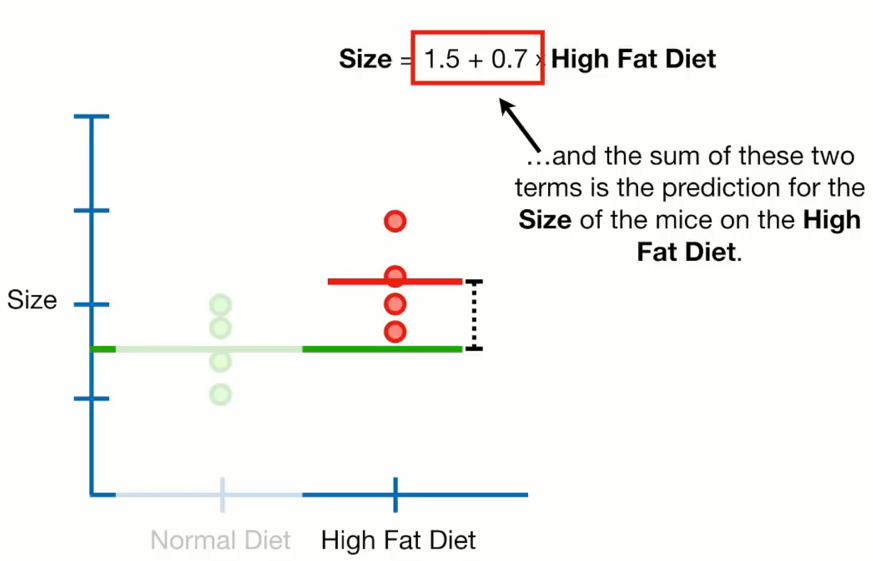 Size = 1.5 + 0.7 x High Fat Diet
…and the sum of these two
terms is the prediction for the
Size of the mice on the High
Fat Diet.
Size
Normal Diet
High Fat Diet